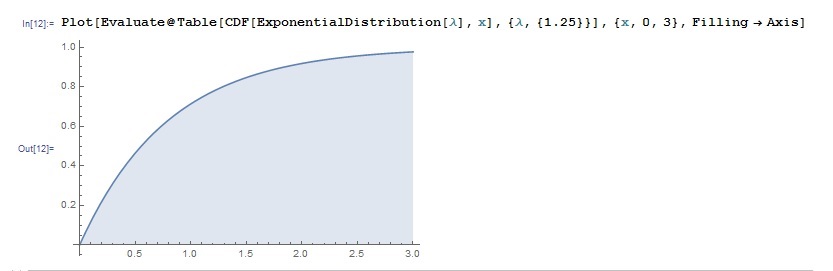 In[12]:= Plot[Evaluate@Table[CDF[ExponentialDistribution[λ], x], {λ, {1.25}}], {x, 0, 3}, Filling → Axis]
1.0
0.8
0.6
Out[12]=
0.4
0.2
0.5 1.0 1.5 2.0 2.5 3.0